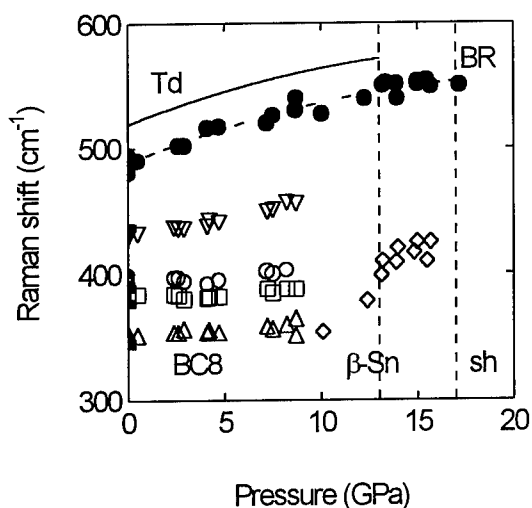 600
Td
BR
500
Raman shift (cm⁻¹)
400
BC8
β-Sn
sh
300
0
5
10
15
20
Pressure (GPa)